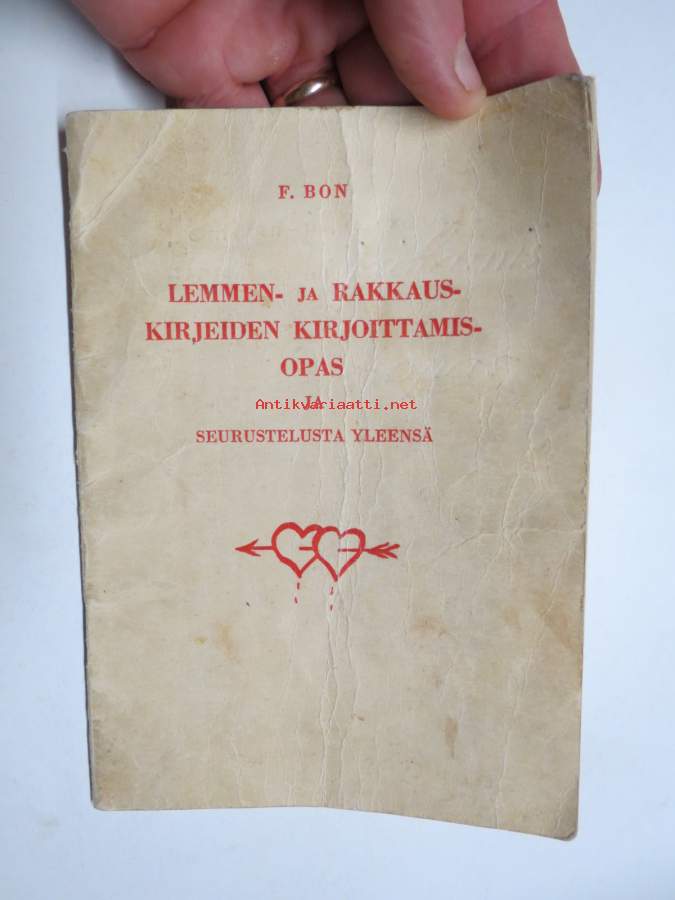 F. BON
LEMMEN- JA RAKKAUS-
KIRJEIDEN KIRJOITTAMIS-
OPAS
Antikvariaatti.net
JA
SEURUSTELUSTA YLEENSÄ